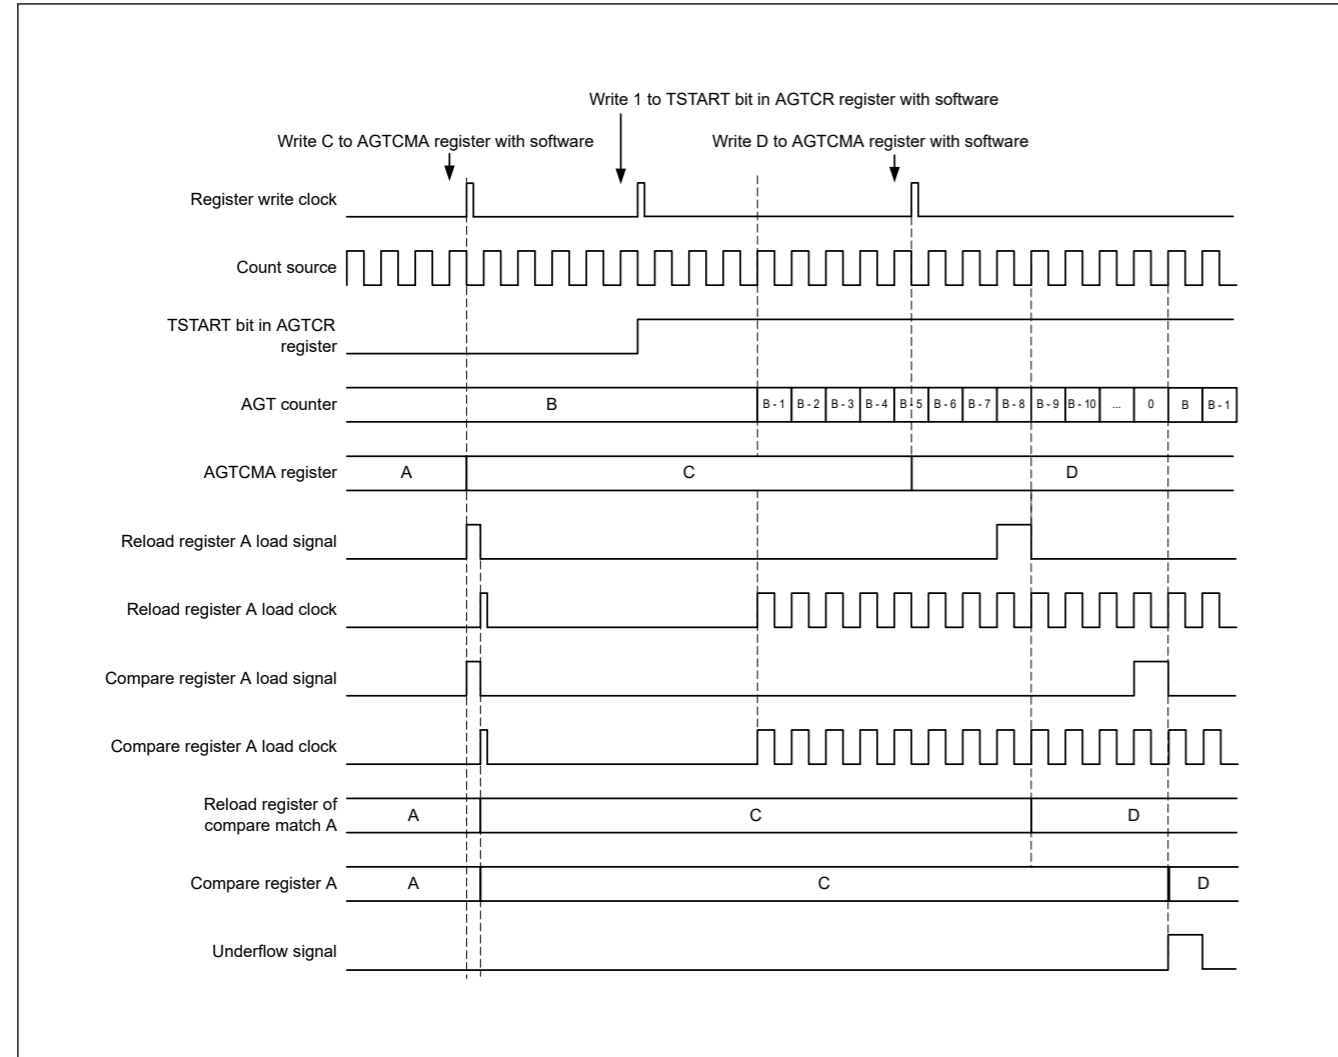 Write 1 to TSTART bit in AGTCR register with software
Write C to AGTCMA register with software
Write D to AGTCMA register with software
Register write clock
Count source
TSTART bit in AGTCR
register
AGT counter
B
B - 1
B - 2
B - 3
B - 4
B - 5
B - 6
B - 7
B - 8
B - 9
B - 10
...
0
B
B - 1
AGTCMA register
A
C
D
Reload register A load signal
Reload register A load clock
Compare register A load signal
Compare register A load clock
Reload register of
compare match A
A
C
D
Compare register A
A
C
D
Underflow signal